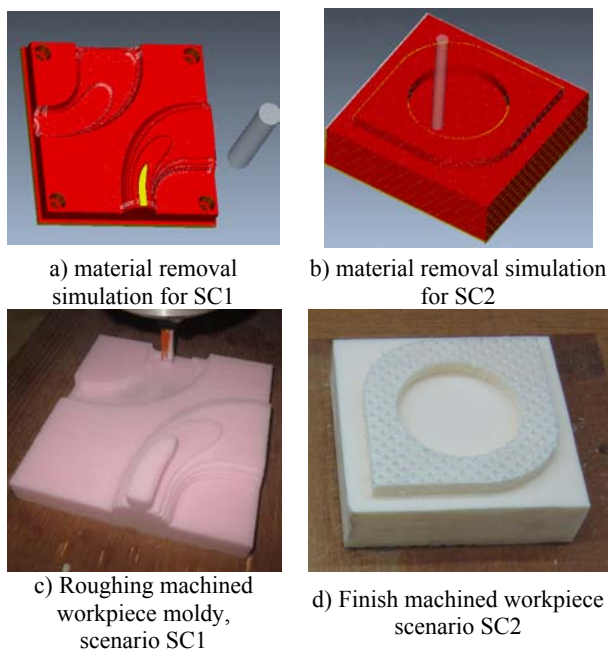 a) material removal
simulation for SC1
b) material removal simulation
for SC2
c) Roughing machined
workpiece moldy,
scenario SC1
d) Finish machined workpiece
scenario SC2